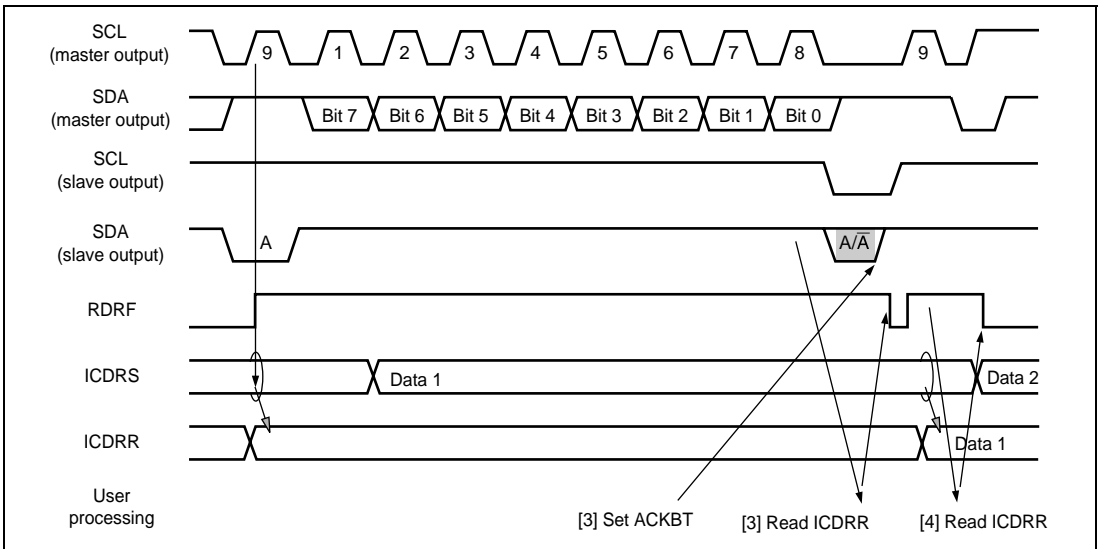 SCL
(master output)
9 1 2 3 4 5 6 7 8 9
SDA
(master output)
Bit 7 Bit 6 Bit 5 Bit 4 Bit 3 Bit 2 Bit 1 Bit 0
SCL
(slave output)
SDA
(slave output)
A A/A̅
RDRF
ICDRS
Data 1 Data 2
ICDRR
Data 1
User
processing
[3] Set ACKBT [3] Read ICDRR [4] Read ICDRR